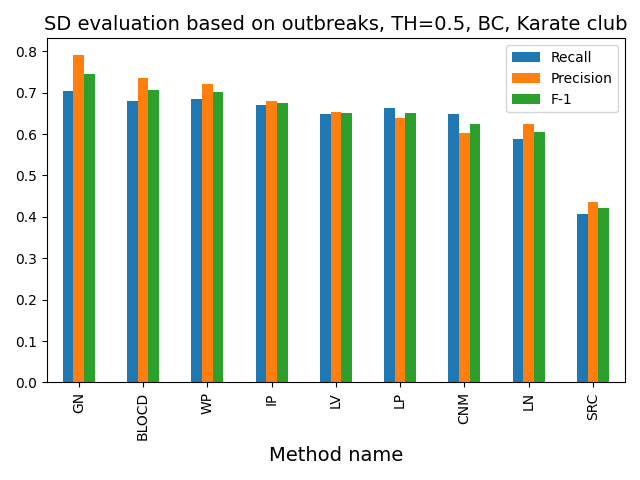 SD evaluation based on outbreaks, TH=0.5, BC, Karate club
Recall
Precision
F-1
0.8
0.7
0.6
0.5
0.4
0.3
0.2
0.1
0.0
GN
BLOCD
WP
IP
LV
LP
CNM
LN
SRC
Method name